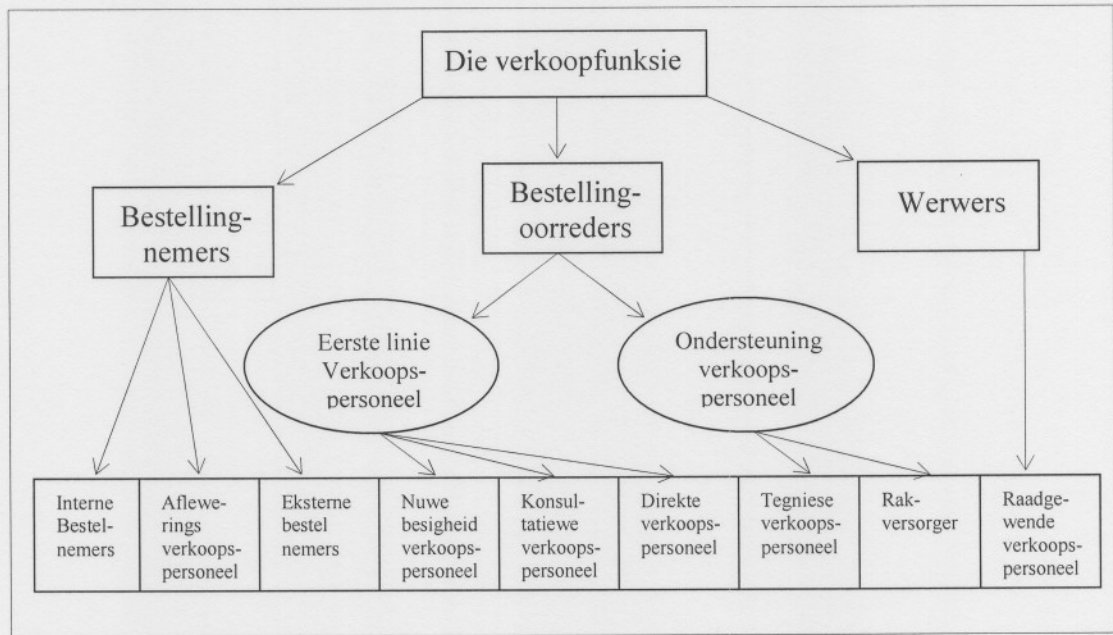 Die verkoopfunksie
Bestelling-
nemers
Bestelling-
oorreders
Werwers
Eerste linie
Verkoops-
personeel
Ondersteuning
verkoops-
personeel
Interne
Bestel-
nemers
Aflewe-
rings
verkoops-
personeel
Eksterne
bestel
nemers
Nuwe
besigheid
verkoops-
personeel
Konsul-
tatiewe
verkoops-
personeel
Direkte
verkoops-
personeel
Tegniese
verkoops-
personeel
Rak-
versorger
Raadge-
wende
verkoops-
personeel